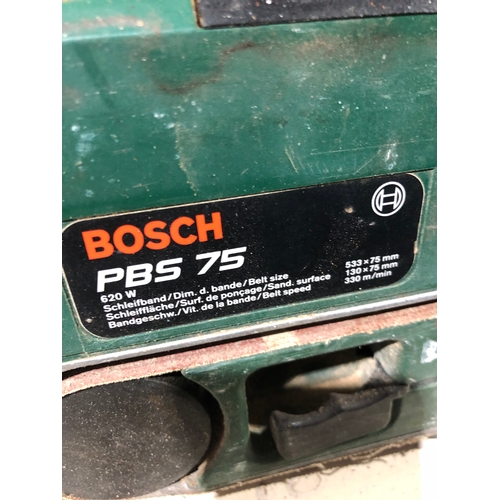 BOSCH
PBS 75
620 W
Schleifband/Dim. d. bande/Belt size 533 × 75 mm
Schleiffläche/Surf. de ponçage/Sand. surface 130 × 75 mm
Bandgeschw./Vit. de la bande/Belt speed 330 m/min